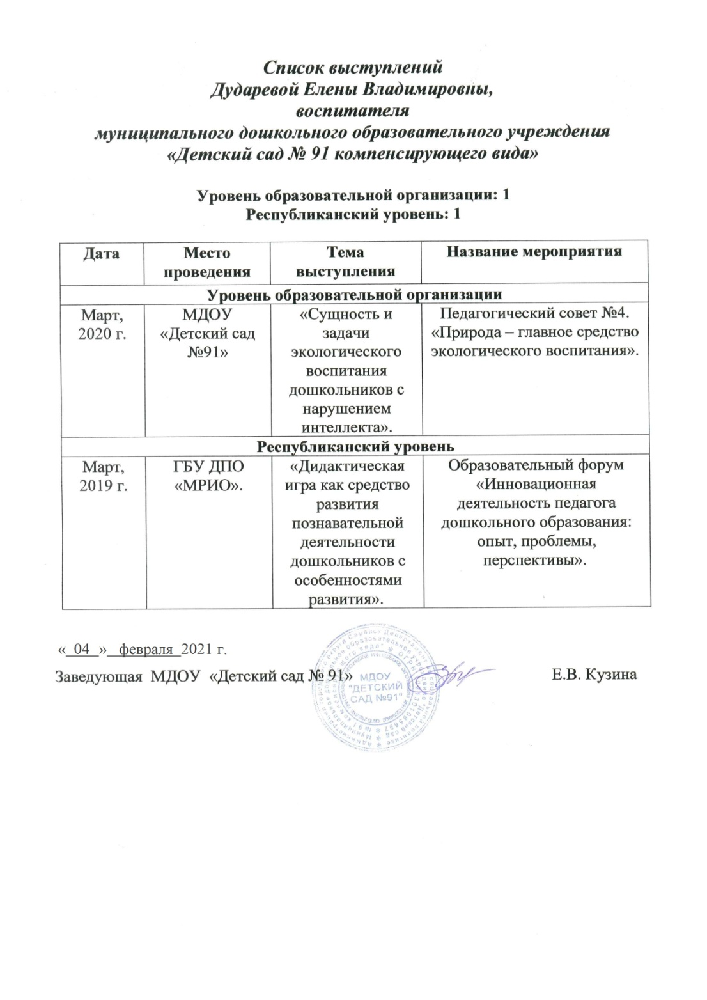 Список выступлений
Дударевой Елены Владимировны,
воспитателя
муниципального дошкольного образовательного учреждения
«Детский сад № 91 компенсирующего вида»
Уровень образовательной организации: 1
Республиканский уровень: 1
Дата
Место
проведения
Тема
выступления
Название мероприятия
Уровень образовательной организации
Март,
2020 г.
МДОУ
«Детский сад
№91»
«Сущность и
задачи
экологического
воспитания
дошкольников с
нарушением
интеллекта».
Педагогический совет №4.
«Природа – главное средство
экологического воспитания».
Республиканский уровень
Март,
2019 г.
ГБУ ДПО
«МРИО».
«Дидактическая
игра как средство
развития
познавательной
деятельности
дошкольников с
особенностями
развития».
Образовательный форум
«Инновационная
деятельность педагога
дошкольного образования:
опыт, проблемы,
перспективы».
«_04_»_ февраля_2021 г.
Заведующая МДОУ «Детский сад № 91» Е.В. Кузина
МДОУ
"ДЕТСКИЙ
САД №91"